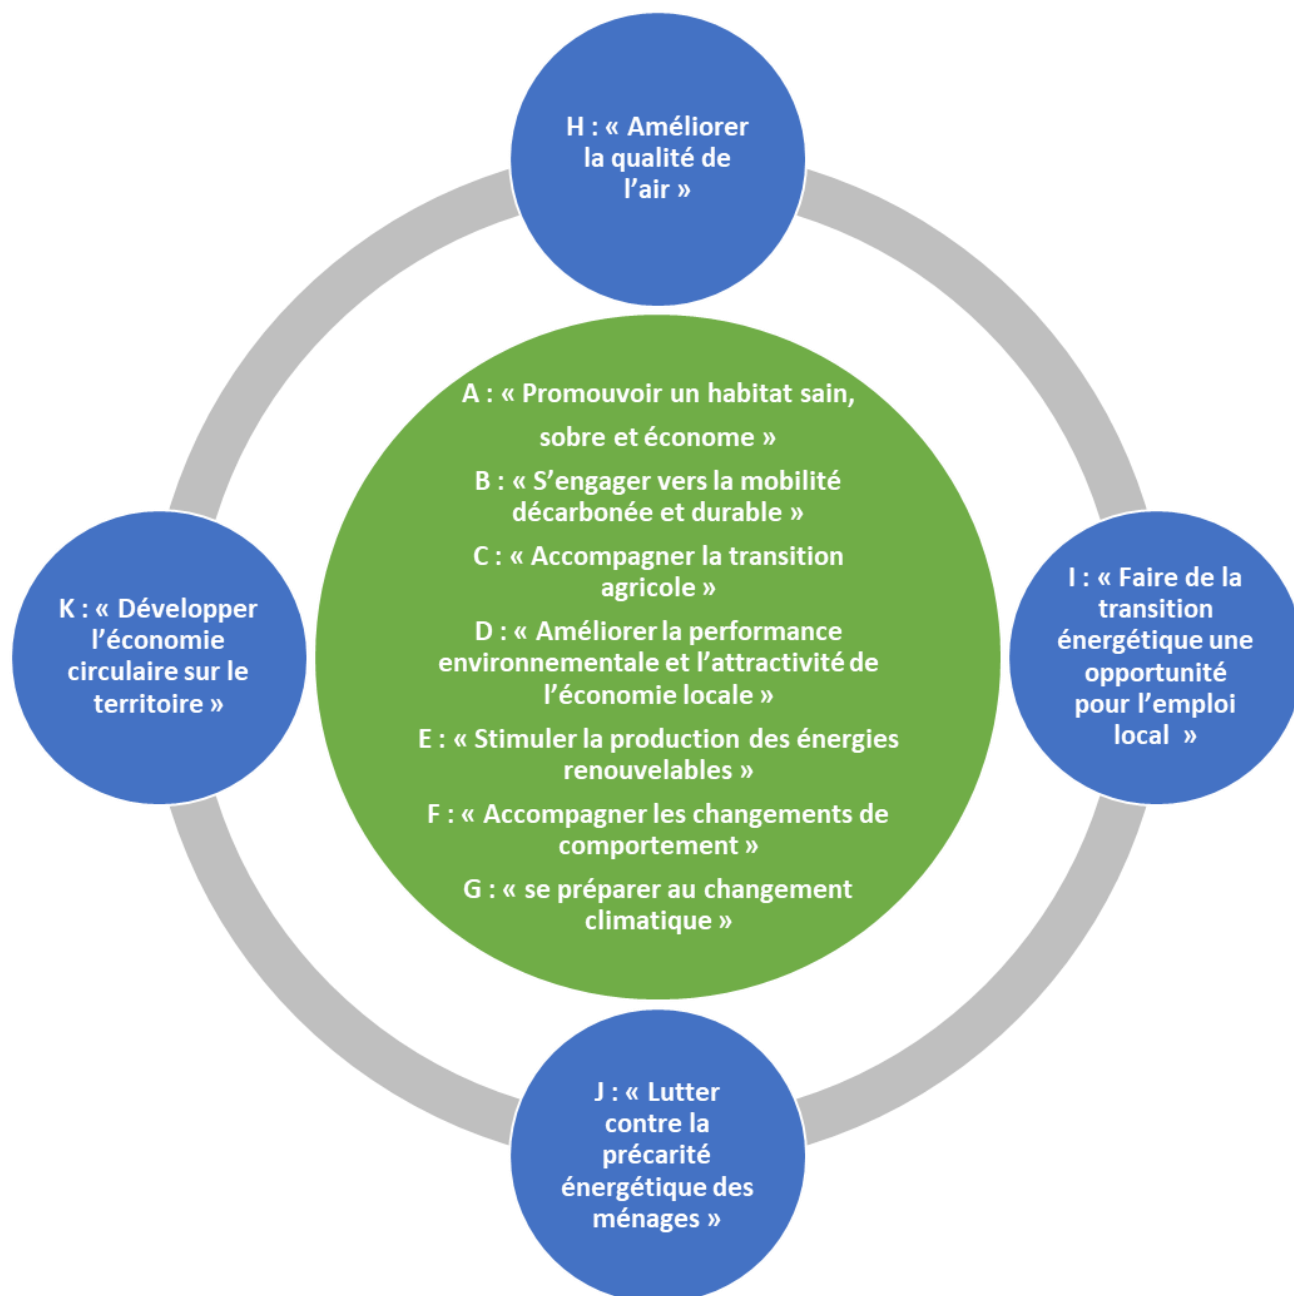 H : « Améliorer
la qualité de
l’air »
A : « Promouvoir un habitat sain,
sobre et économe »
B : « S’engager vers la mobilité
décarbonée et durable »
C : « Accompagner la transition
agricole »
D : « Améliorer la performance
environnementale et l’attractivité de
l’économie locale »
E : « Stimuler la production des énergies
renouvelables »
F : « Accompagner les changements de
comportement »
G : « se préparer au changement
climatique »
K : « Développer
l’économie
circulaire sur le
territoire »
I : « Faire de la
transition
énergétique une
opportunité
pour l’emploi
local »
J : « Lutter
contre la
précarité
énergétique des
ménages »